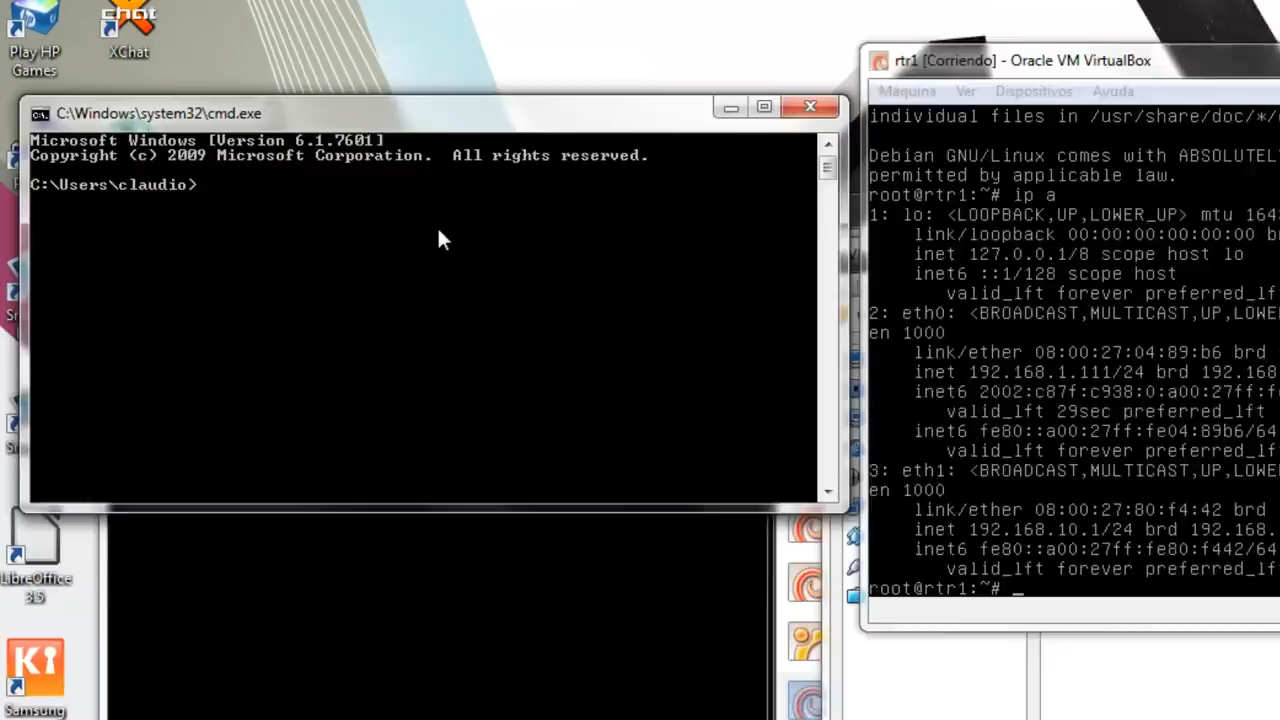 Play HP
Games
chat
XChat
C:\Windows\system32\cmd.exe
Microsoft Windows [Version 6.1.7601]
Copyright (c) 2009 Microsoft Corporation.  All rights reserved.
C:\Users\claudio>
LibreOffice
3.5
Ki
Samsung
rtr1 [Corriendo] - Oracle VM VirtualBox
Máquina Ver Dispositivos Ayuda
individual files in /usr/share/doc/*/
Debian GNU/Linux comes with ABSOLUTEL
permitted by applicable law.
root@rtr1:~# ip a
1: lo: <LOOPBACK,UP,LOWER_UP> mtu 164
link/loopback 00:00:00:00:00:00 b
inet 127.0.0.1/8 scope host lo
inet6 ::1/128 scope host
valid_lft forever preferred_lf
2: eth0: <BROADCAST,MULTICAST,UP,LOWE
en 1000
link/ether 08:00:27:04:89:b6 brd
inet 192.168.1.111/24 brd 192.168
inet6 2002:c87f:c938:0:a00:27ff:f
valid_lft 29sec preferred_lft
inet6 fe80::a00:27ff:fe04:89b6/64
valid_lft forever preferred_lf
3: eth1: <BROADCAST,MULTICAST,UP,LOWE
en 1000
link/ether 08:00:27:80:f4:42 brd
inet 192.168.10.1/24 brd 192.168.
inet6 fe80::a00:27ff:fe80:f442/64
valid_lft forever preferred_lf
root@rtr1:~# _